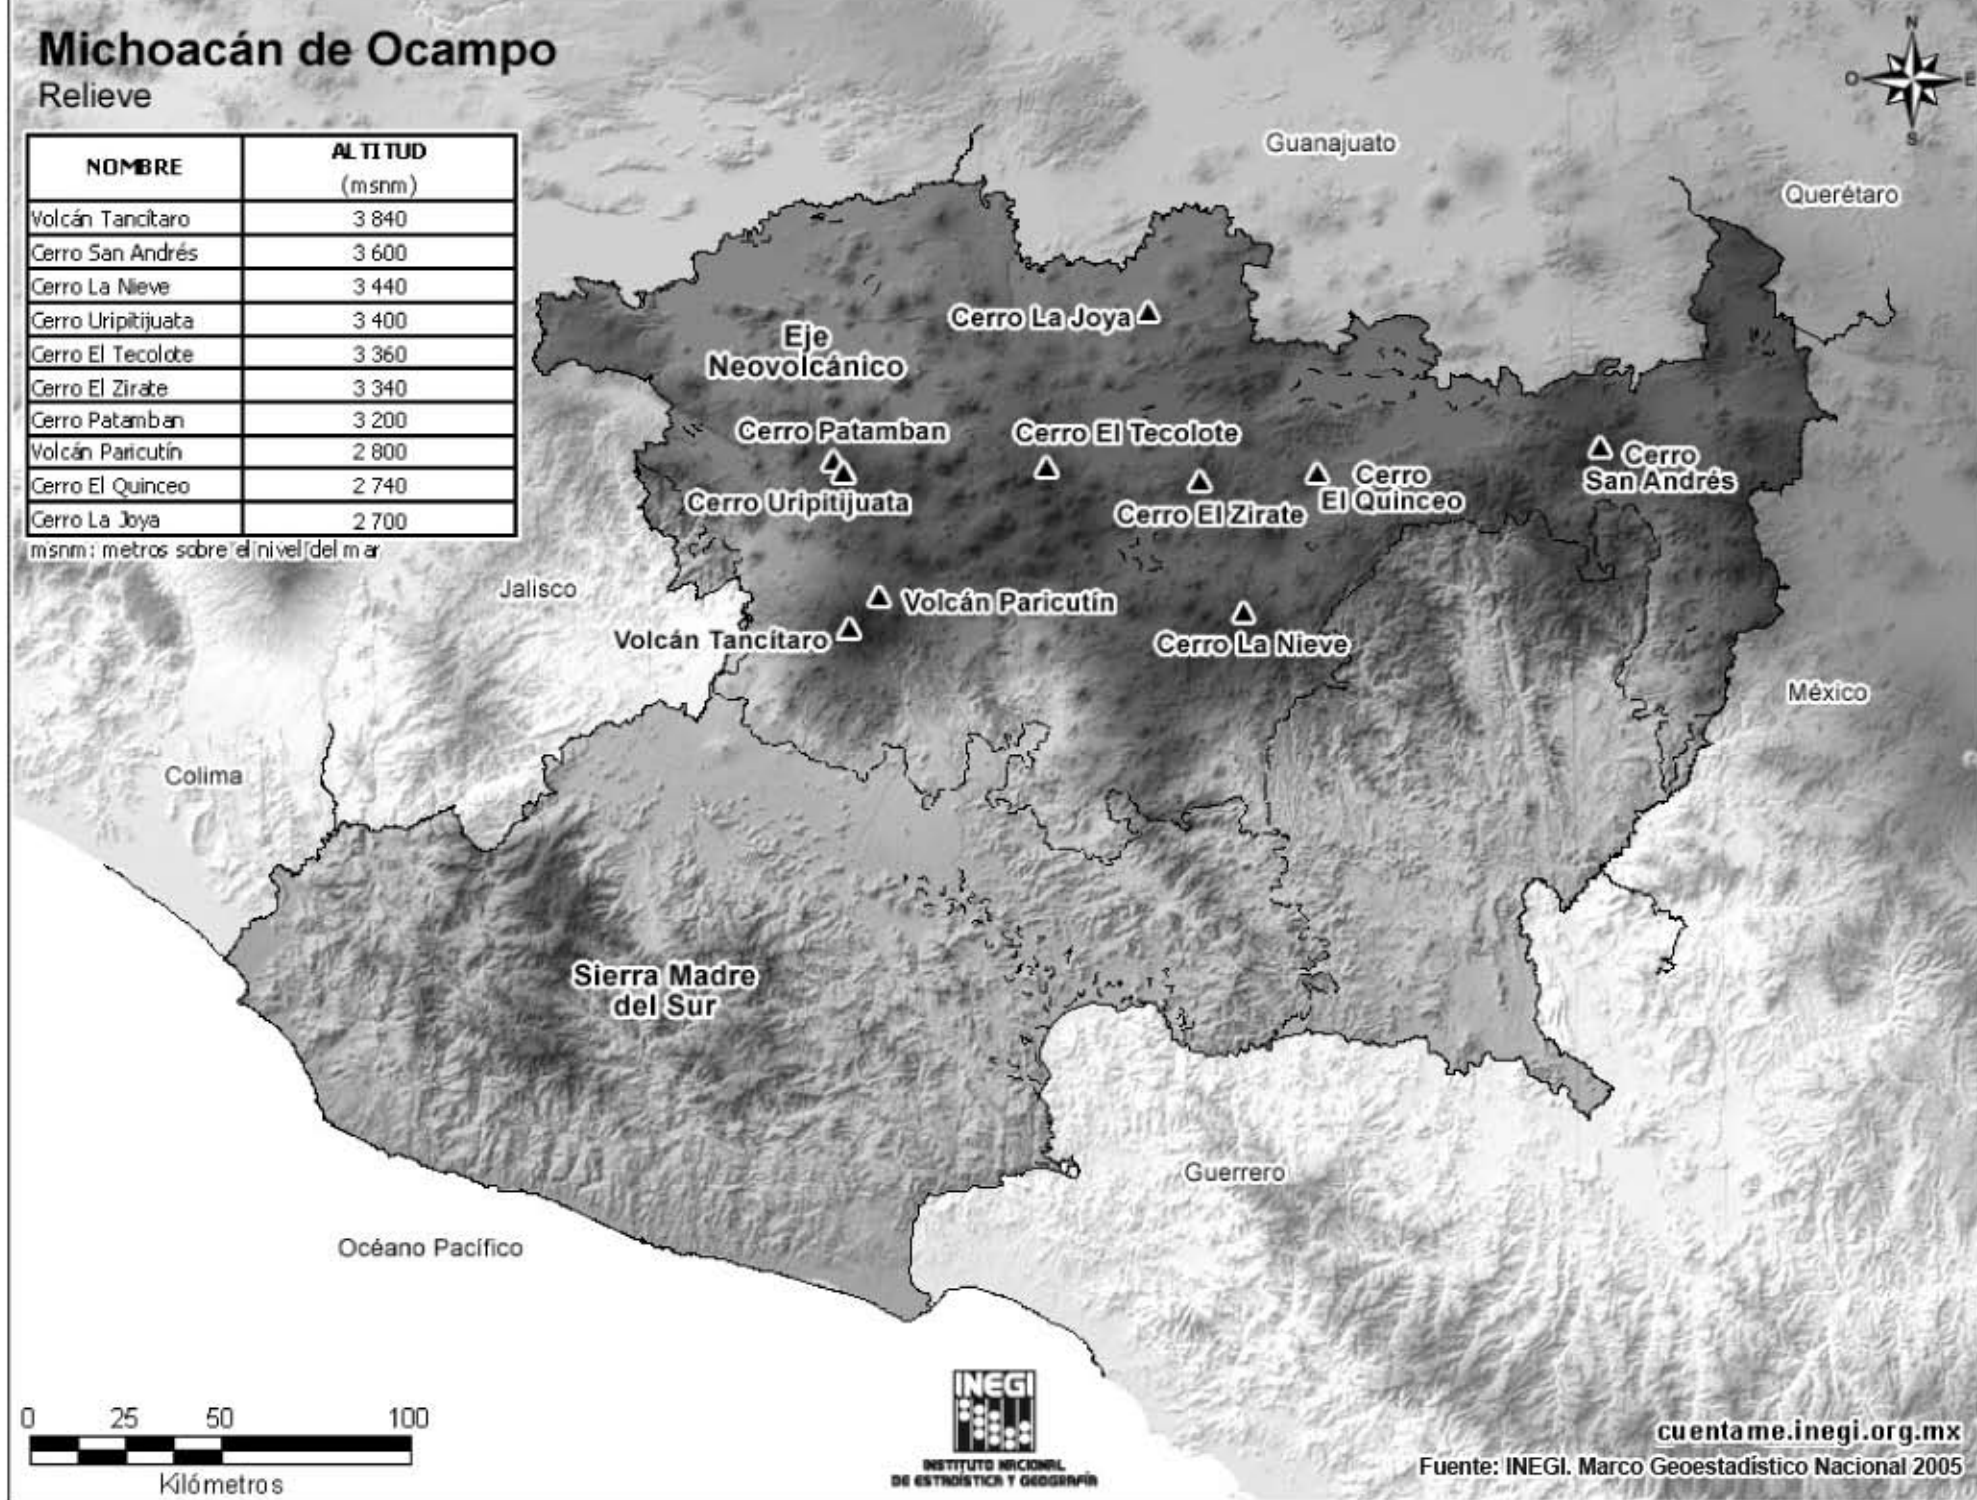 Michoacán de Ocampo
Relieve
NOMBRE ALTITUD
(msnm)
Volcán Tancítaro 3 840
Cerro San Andrés 3 600
Cerro La Nieve 3 440
Cerro Uripitijuata 3 400
Cerro El Tecolote 3 360
Cerro El Zirate 3 340
Cerro Patamban 3 200
Volcán Paricutín 2 800
Cerro El Quinceo 2 740
Cerro La Joya 2 700
msnm: metros sobre el nivel del mar
N
O E
S
Guanajuato
Querétaro
Cerro La Joya
Eje
Neovolcánico
Cerro Patamban
Cerro El Tecolote
Cerro Uripitijuata
Cerro El Zirate
Cerro
El Quinceo
Cerro
San Andrés
Jalisco
Volcán Paricutín
Volcán Tancítaro
Cerro La Nieve
México
Colima
Sierra Madre
del Sur
Guerrero
Océano Pacífico
0 25 50 100
Kilómetros
INEGI
INSTITUTO NACIONAL
DE ESTADÍSTICA Y GEOGRAFÍA
cuentame.inegi.org.mx
Fuente: INEGI. Marco Geoestadístico Nacional 2005